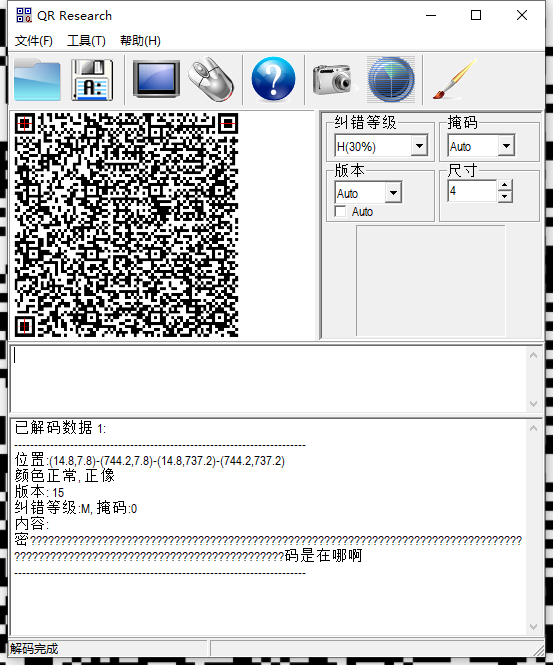 QR Research
文件(F) 工具(T) 帮助(H)
A:
纠错等级 掩码
H(30%) Auto
版本 尺寸
Auto 4
Auto
已解码数据 1:
--------------------------------------------------------------------------
位置:(14.8,7.8)-(744.2,7.8)-(14.8,737.2)-(744.2,737.2)
颜色正常, 正像
版本: 15
纠错等级:M, 掩码:0
内容:
密??????????????????????????????????????????????????????????????????????????????????
?????????????????????????????????????????????码是在哪啊
--------------------------------------------------------------------------
解码完成